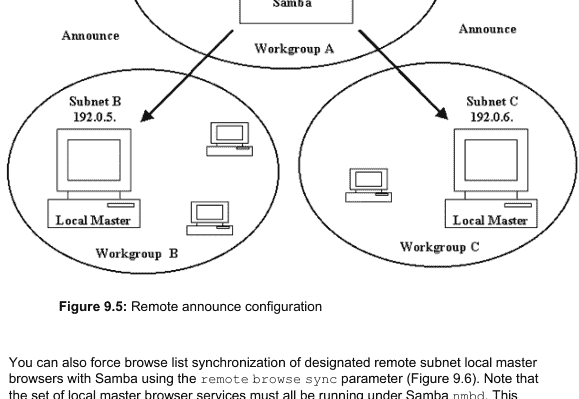 Samba
Announce
Announce
Workgroup A
Subnet B
192.0.5.
Subnet C
192.0.6.
Local Master
Local Master
Workgroup B
Workgroup C
Figure 9.5: Remote announce configuration
You can also force browse list synchronization of designated remote subnet local master
browsers with Samba using the remote browse sync parameter (Figure 9.6). Note that
the set of local master browser services must all be running under Samba nmbd. This